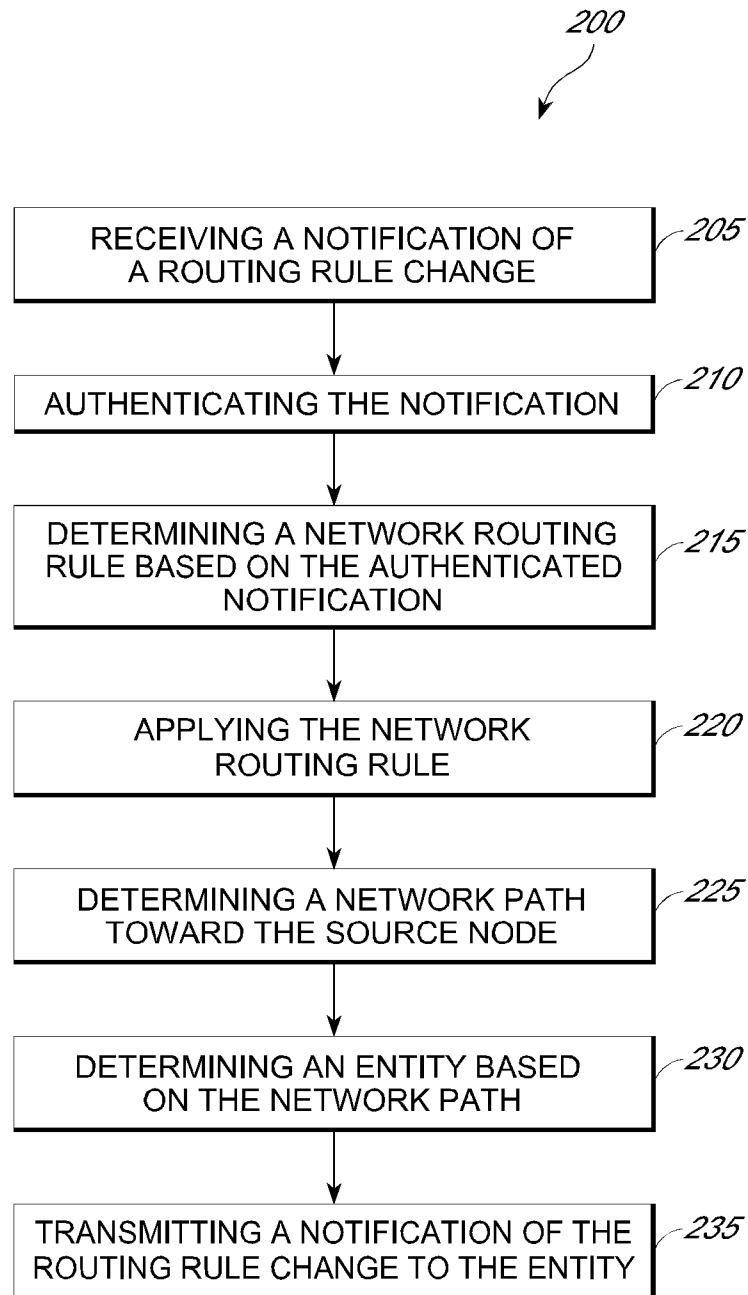 200
RECEIVING A NOTIFICATION OF
A ROUTING RULE CHANGE
205
AUTHENTICATING THE NOTIFICATION
210
DETERMINING A NETWORK ROUTING
RULE BASED ON THE AUTHENTICATED
NOTIFICATION
215
APPLYING THE NETWORK
ROUTING RULE
220
DETERMINING A NETWORK PATH
TOWARD THE SOURCE NODE
225
DETERMINING AN ENTITY BASED
ON THE NETWORK PATH
230
TRANSMITTING A NOTIFICATION OF THE
ROUTING RULE CHANGE TO THE ENTITY
235